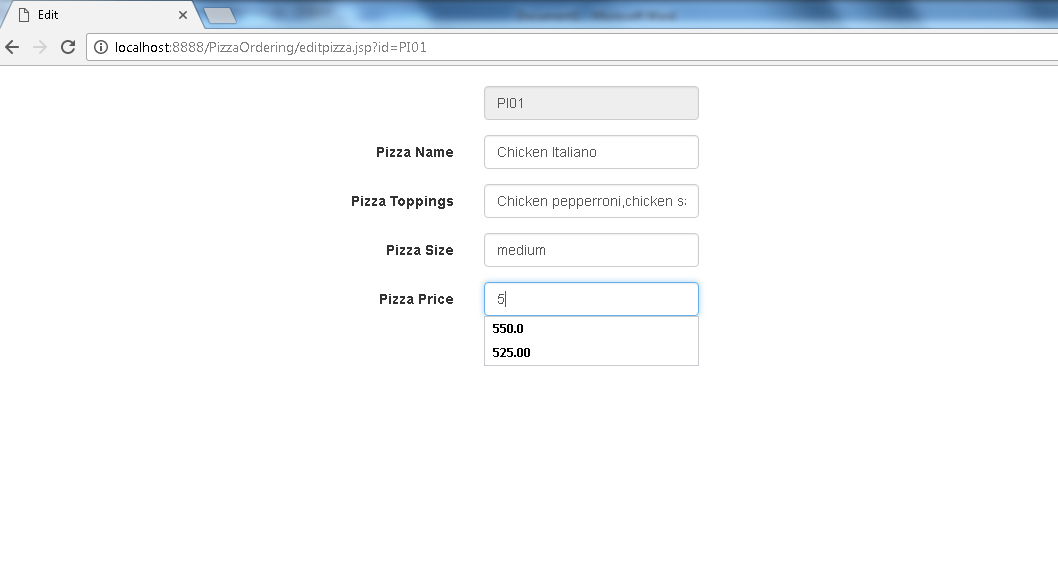 Edit
localhost:8888/PizzaOrdering/editpizza.jsp?id=PI01
PI01
Pizza Name Chicken Italiano
Pizza Toppings Chicken pepperroni,chicken sa
Pizza Size medium
Pizza Price 5
550.0
525.00